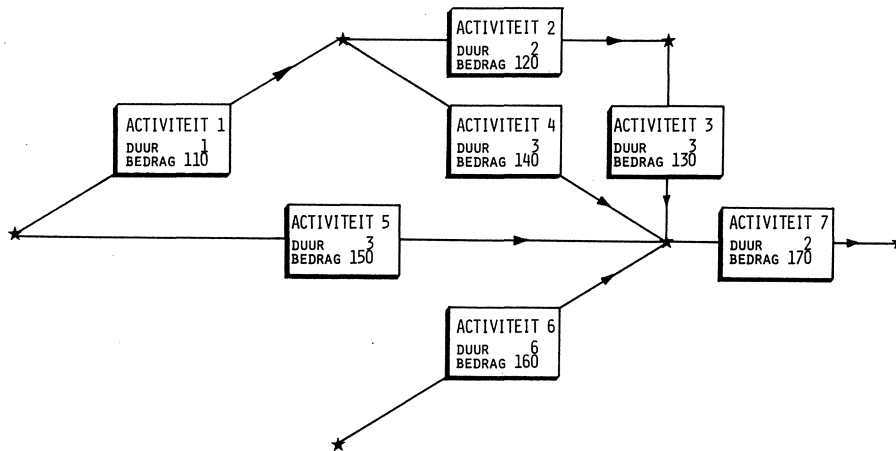 ACTIVITEIT 2
DUUR 2
BEDRAG 120
ACTIVITEIT 1
DUUR 1
BEDRAG 110
ACTIVITEIT 4
DUUR 3
BEDRAG 140
ACTIVITEIT 3
DUUR 3
BEDRAG 130
ACTIVITEIT 5
DUUR 3
BEDRAG 150
ACTIVITEIT 7
DUUR 2
BEDRAG 170
ACTIVITEIT 6
DUUR 6
BEDRAG 160